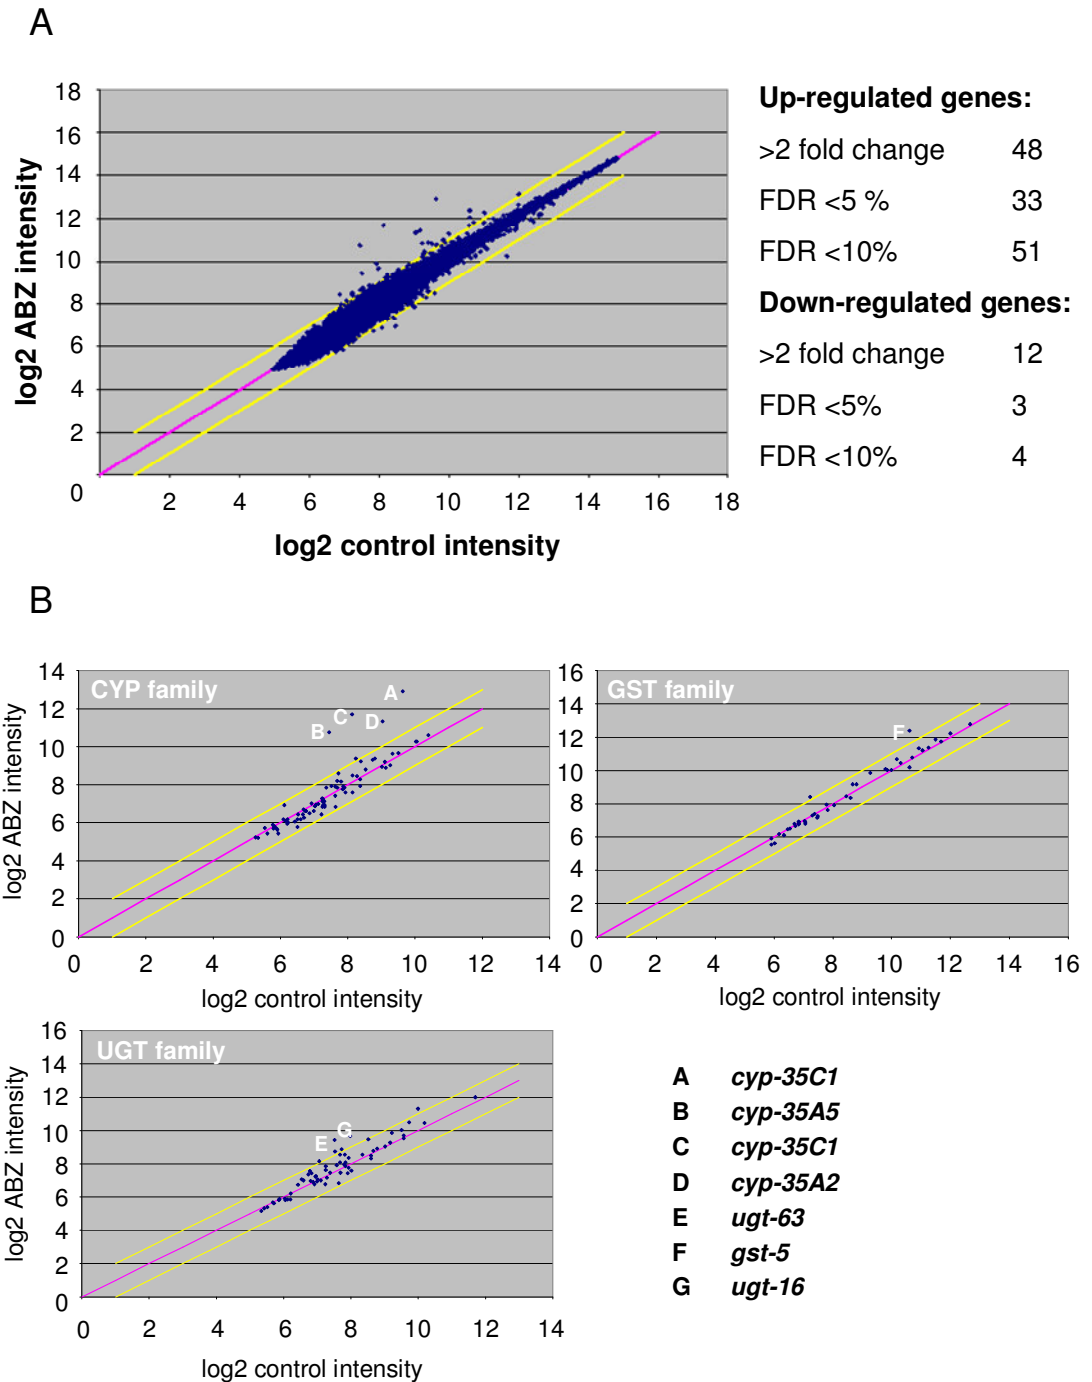 A
18
16
14
12
10
8
6
4
2
0
2 4 6 8 10 12 14 16 18
log2 ABZ intensity
log2 control intensity
Up-regulated genes:
>2 fold change 48
FDR <5 % 33
FDR <10% 51
Down-regulated genes:
>2 fold change 12
FDR <5% 3
FDR <10% 4
B
CYP family
14
12
10
8
6
4
2
0
0 2 4 6 8 10 12 14
A
C
D
B
log2 ABZ intensity
log2 control intensity
GST family
16
14
12
10
8
6
4
2
0
0 2 4 6 8 10 12 14 16
F
log2 control intensity
UGT family
16
14
12
10
8
6
4
2
0
0 2 4 6 8 10 12 14
G
E
log2 ABZ intensity
log2 control intensity
A cyp-35C1
B cyp-35A5
C cyp-35C1
D cyp-35A2
E ugt-63
F gst-5
G ugt-16